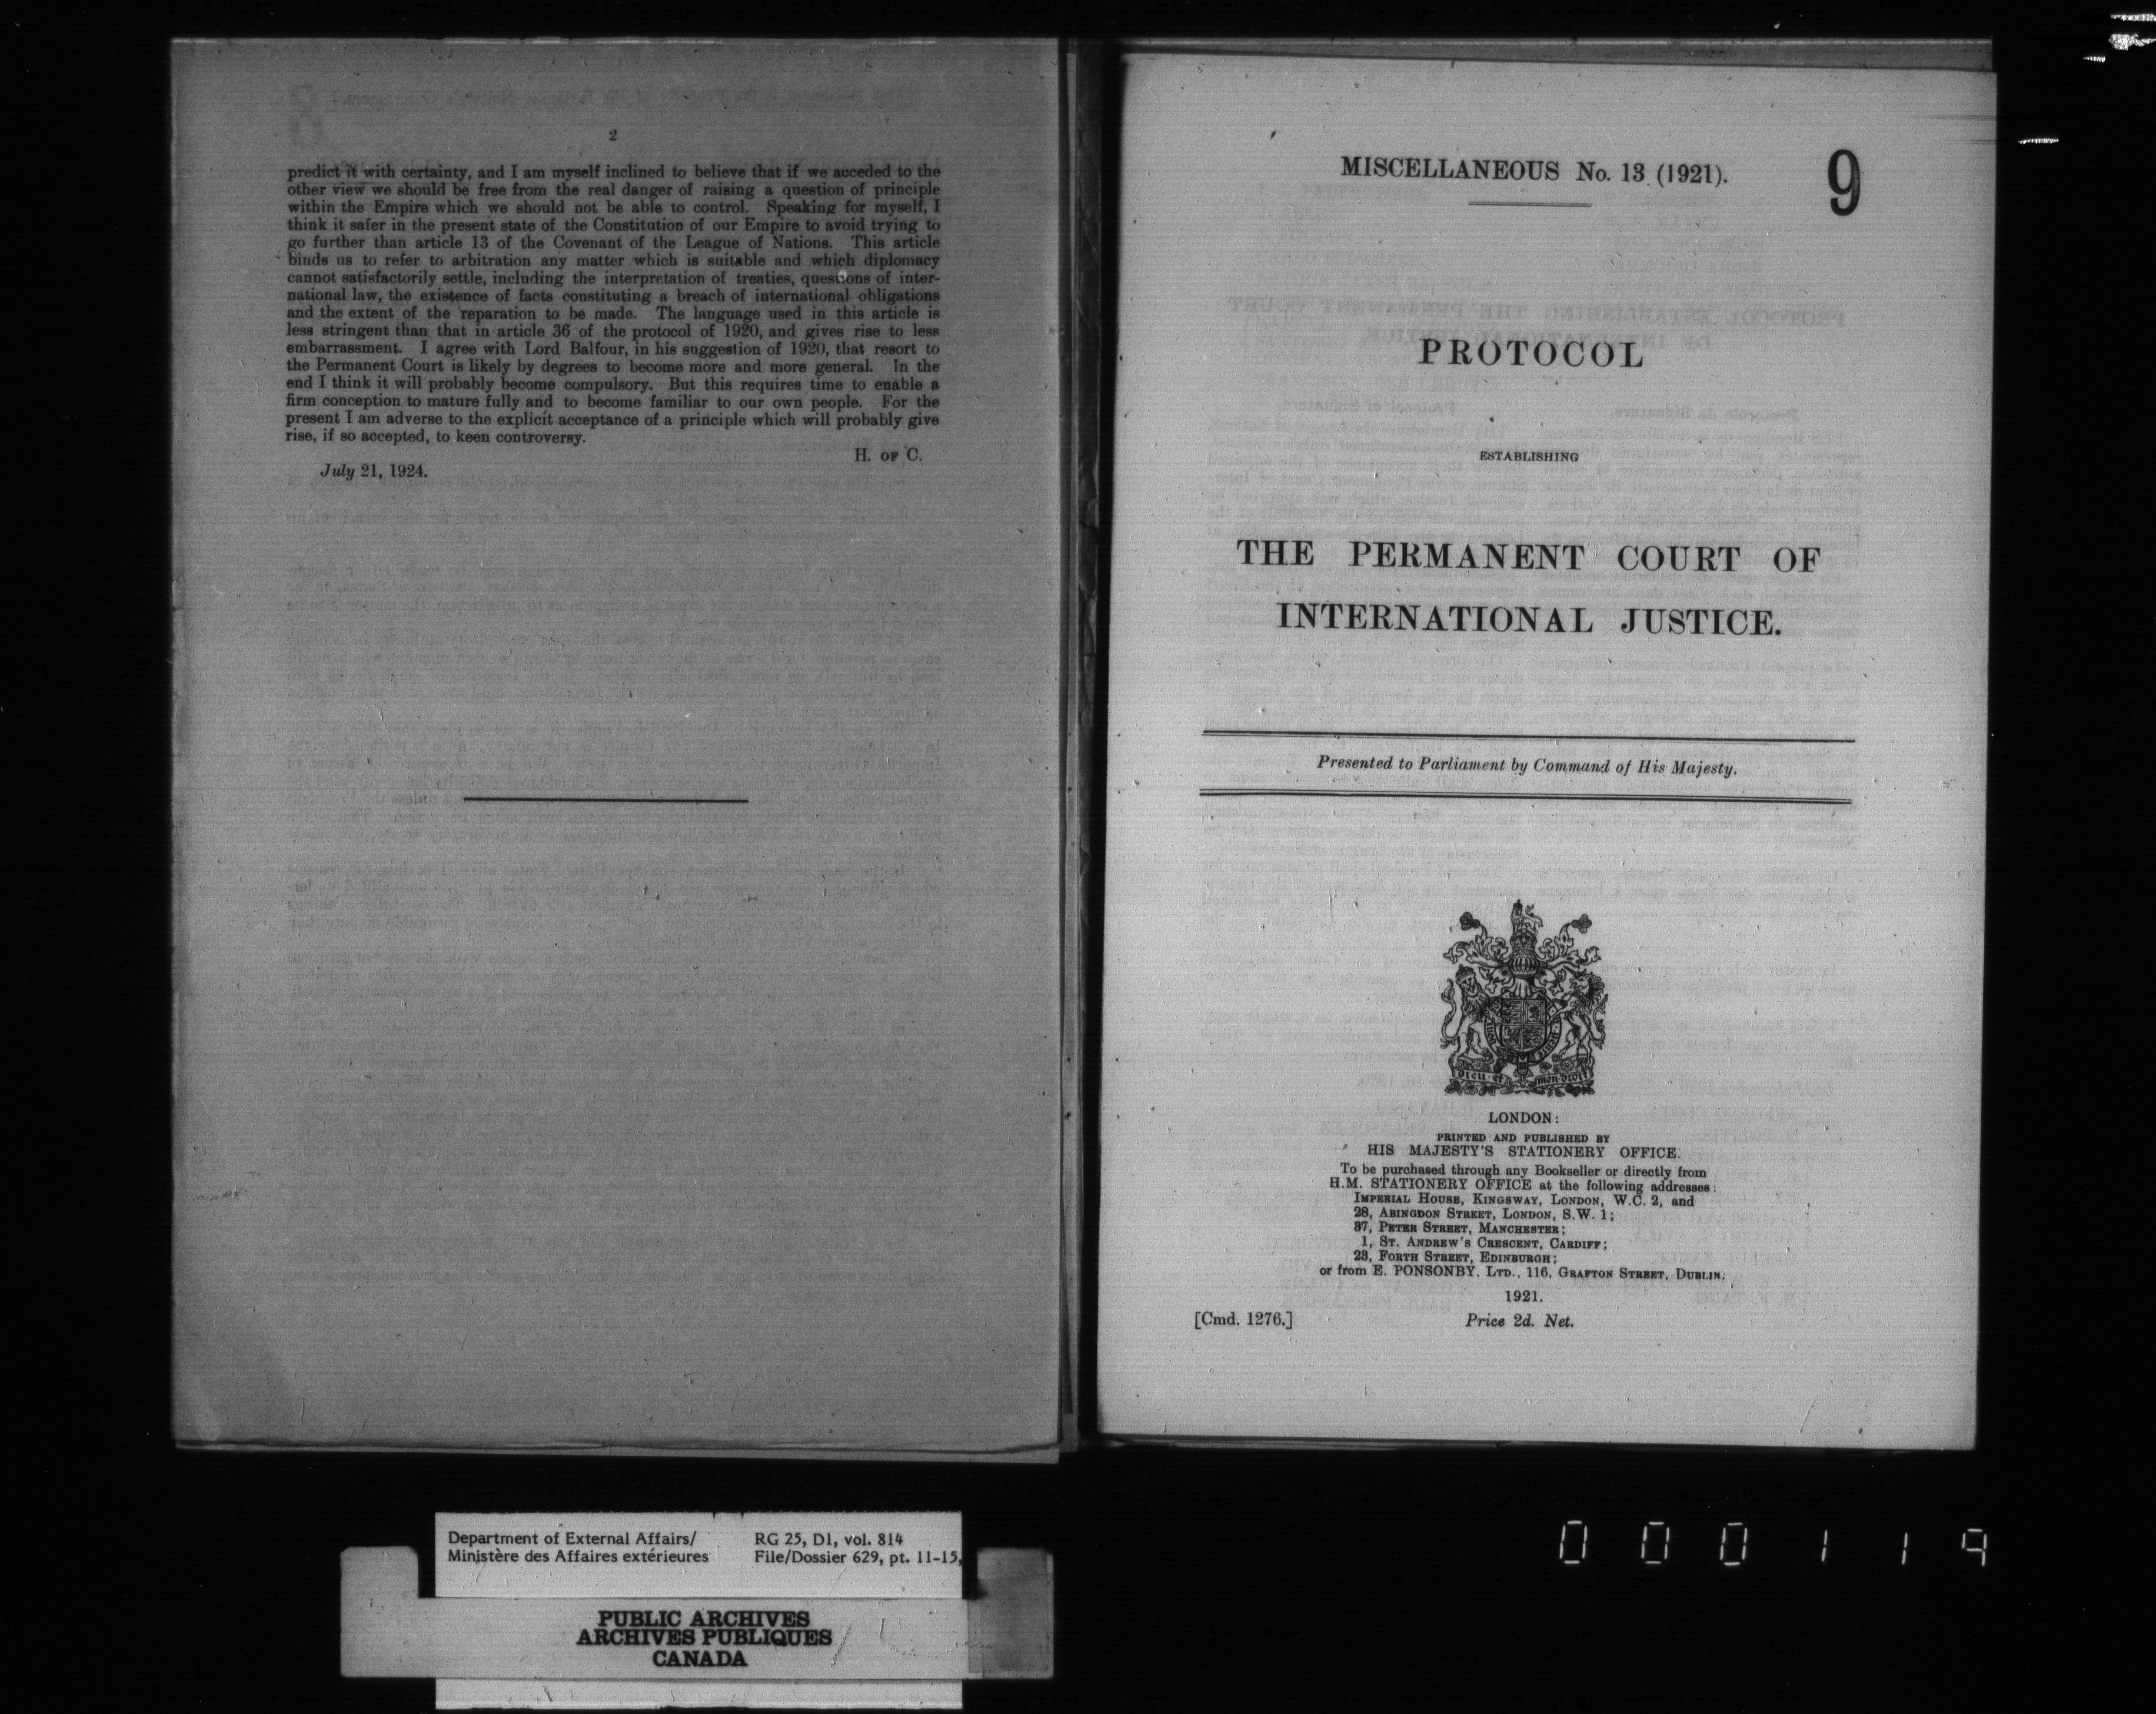 2
predict it with certainty, and I am myself inclined to believe that if we acceded to the
other view we should be free from the real danger of raising a question of principle
within the Empire which we should not be able to control. Speaking for myself, I
think it safer in the present state of the Constitution of our Empire to avoid trying to
go further than article 13 of the Covenant of the League of Nations. This article
binds us to refer to arbitration any matter which is suitable and which diplomacy
cannot satisfactorily settle, including the interpretation of treaties, questions of inter-
national law, the existence of facts constituting a breach of international obligations
and the extent of the reparation to be made. The language used in this article is
less stringent than that in article 36 of the protocol of 1920, and gives rise to less
embarrassment. I agree with Lord Balfour, in his suggestion of 1920, that resort to
the Permanent Court is likely by degrees to become more and more general. In the
end I think it will probably become compulsory. But this requires time to enable a
firm conception to mature fully and to become familiar to our own people. For the
present I am adverse to the explicit acceptance of a principle which will probably give
rise, if so accepted, to keen controversy.
H. OF C.
July 21, 1924.
MISCELLANEOUS No. 13 (1921).
9
PROTOCOL
ESTABLISHING
THE PERMANENT COURT OF
INTERNATIONAL JUSTICE.
Presented to Parliament by Command of His Majesty.
DIEU ET MON DROIT
LONDON:
PRINTED AND PUBLISHED BY
HIS MAJESTY'S STATIONERY OFFICE.
To be purchased through any Bookseller or directly from
H.M. STATIONERY OFFICE at the following addresses:
IMPERIAL HOUSE, KINGSWAY, LONDON, W.C. 2, and
28, ABINGDON STREET, LONDON, S.W. 1;
37, PETER STREET, MANCHESTER;
1, ST. ANDREW'S CRESCENT, CARDIFF;
23, FORTH STREET, EDINBURGH;
or from E. PONSONBY, LTD., 116, GRAFTON STREET, DUBLIN.
1921.
[Cmd. 1276.]
Price 2d. Net.
Department of External Affairs/
Ministère des Affaires extérieures
RG 25, D1, vol. 814
File/Dossier 629, pt. 11-15,
PUBLIC ARCHIVES
ARCHIVES PUBLIQUES
CANADA
000119